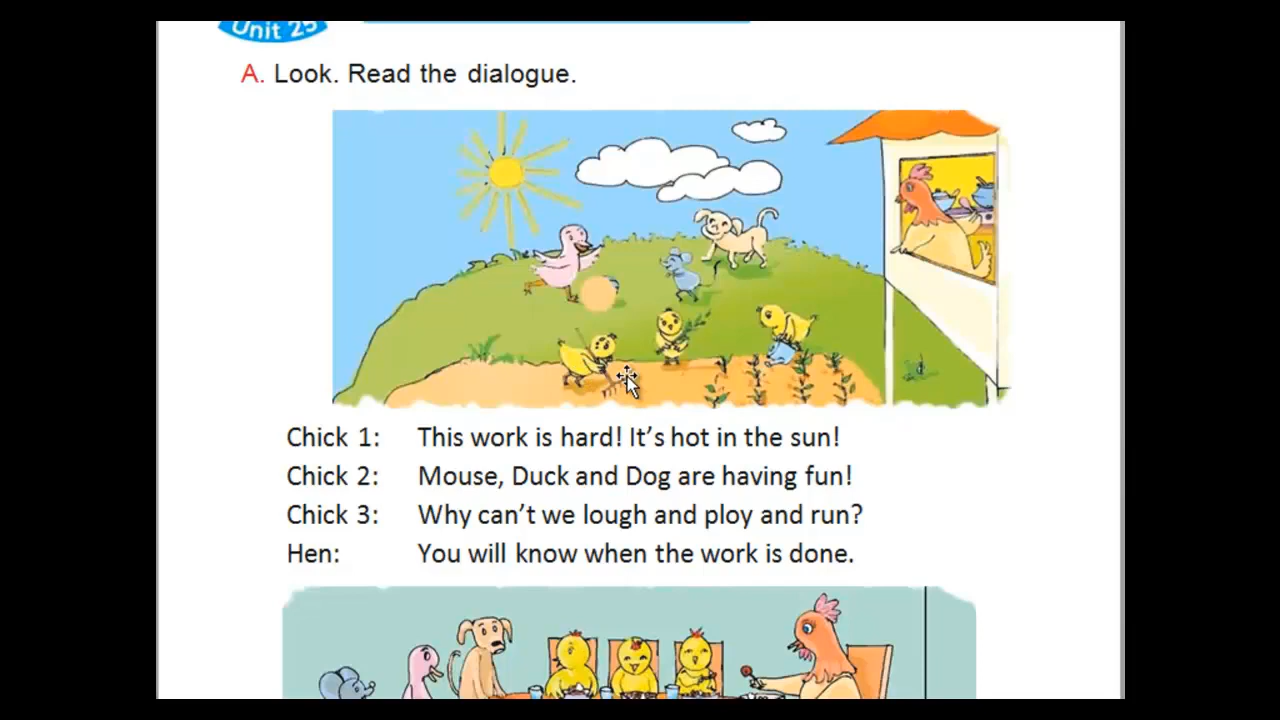 Unit 25
A. Look. Read the dialogue.
Chick 1: This work is hard! It's hot in the sun!
Chick 2: Mouse, Duck and Dog are having fun!
Chick 3: Why can't we lough and ploy and run?
Hen: You will know when the work is done.